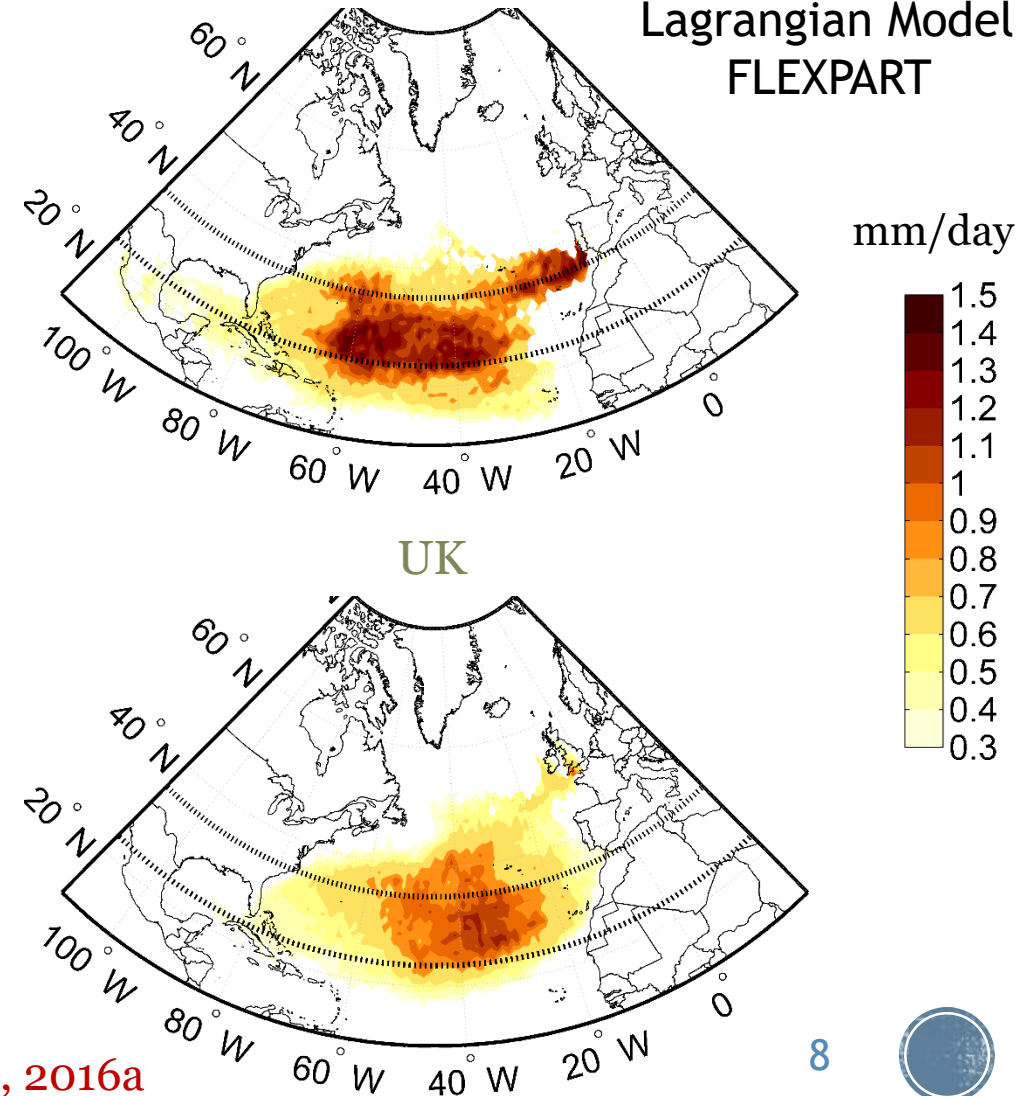 Lagrangian Model
FLEXPART
60° N
40° N
20° N
100° W
80° W
60° W
40° W
20° W
0°
mm/day
1.5
1.4
1.3
1.2
1.1
1
0.9
0.8
0.7
0.6
0.5
0.4
0.3
UK
60° N
40° N
20° N
100° W
80° W
60° W
40° W
20° W
0°
, 2016a
8